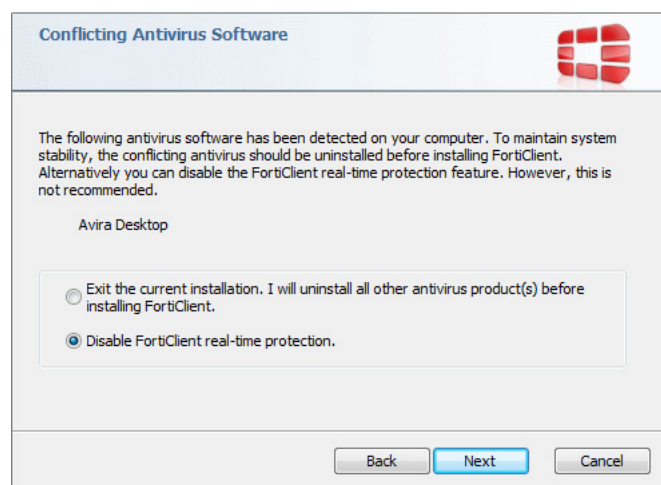 Conflicting Antivirus Software
The following antivirus software has been detected on your computer. To maintain system
stability, the conflicting antivirus should be uninstalled before installing FortiClient.
Alternatively you can disable the FortiClient real-time protection feature. However, this is
not recommended.
Avira Desktop
Exit the current installation. I will uninstall all other antivirus product(s) before
installing FortiClient.
Disable FortiClient real-time protection.
Back Next Cancel